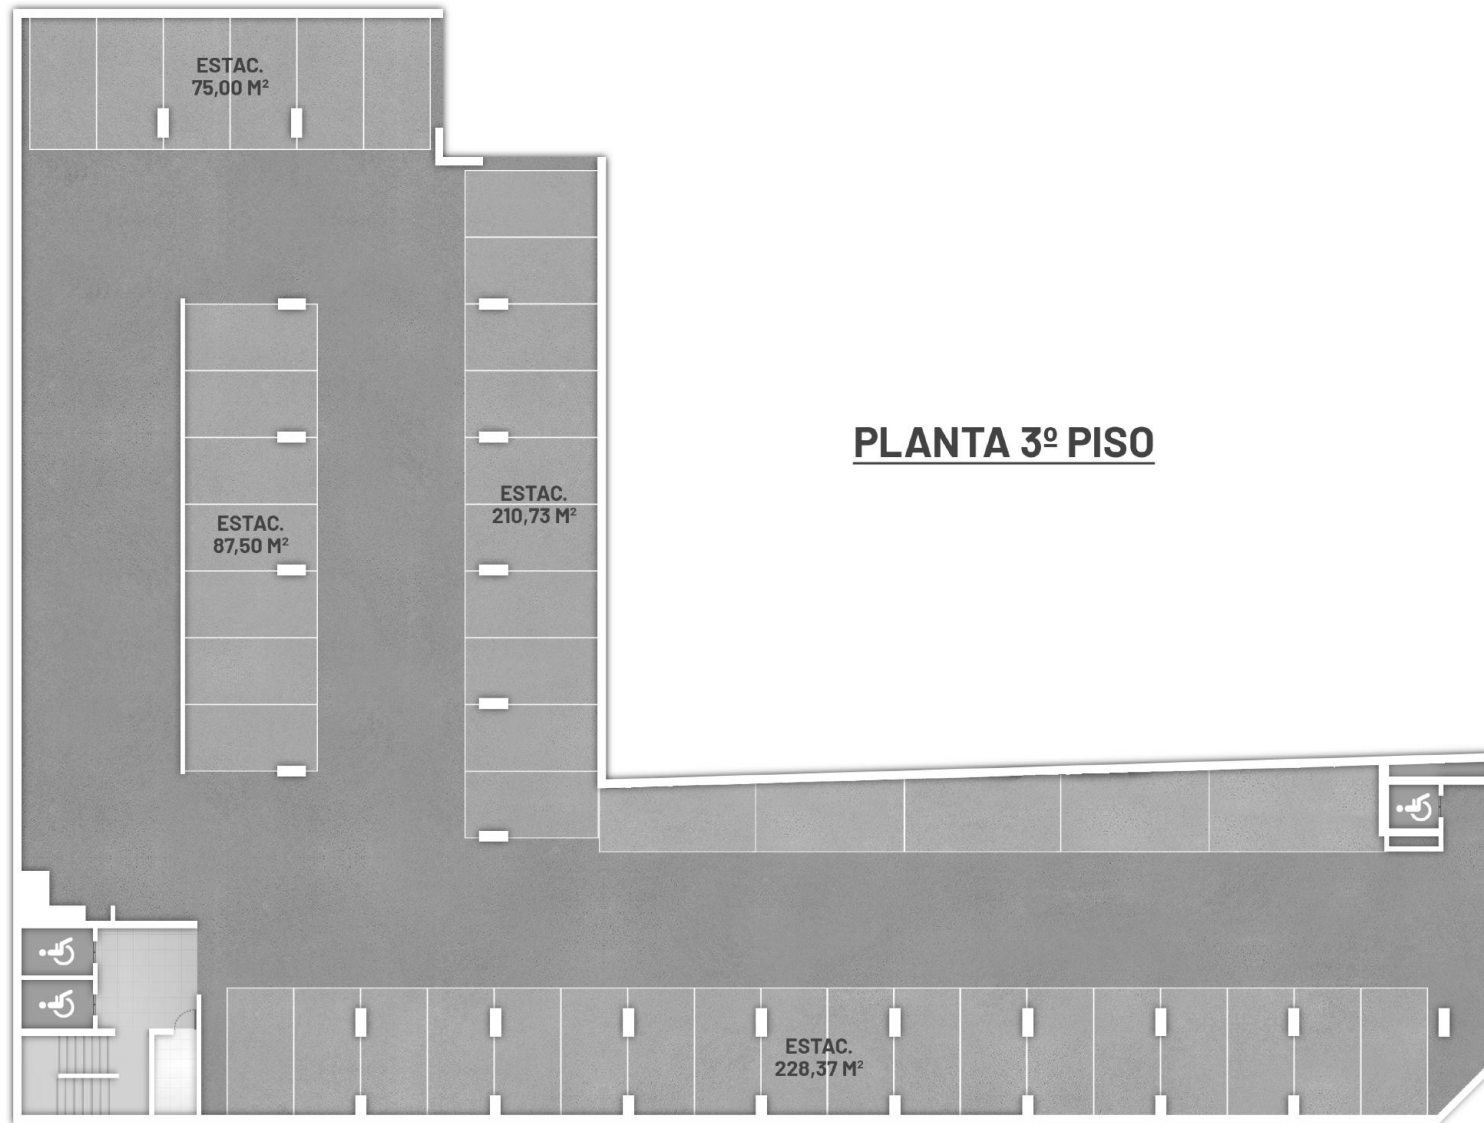 ESTAC.
75,00 M²
PLANTA 3º PISO
ESTAC.
210,73 M²
ESTAC.
87,50 M²
ESTAC.
228,37 M²